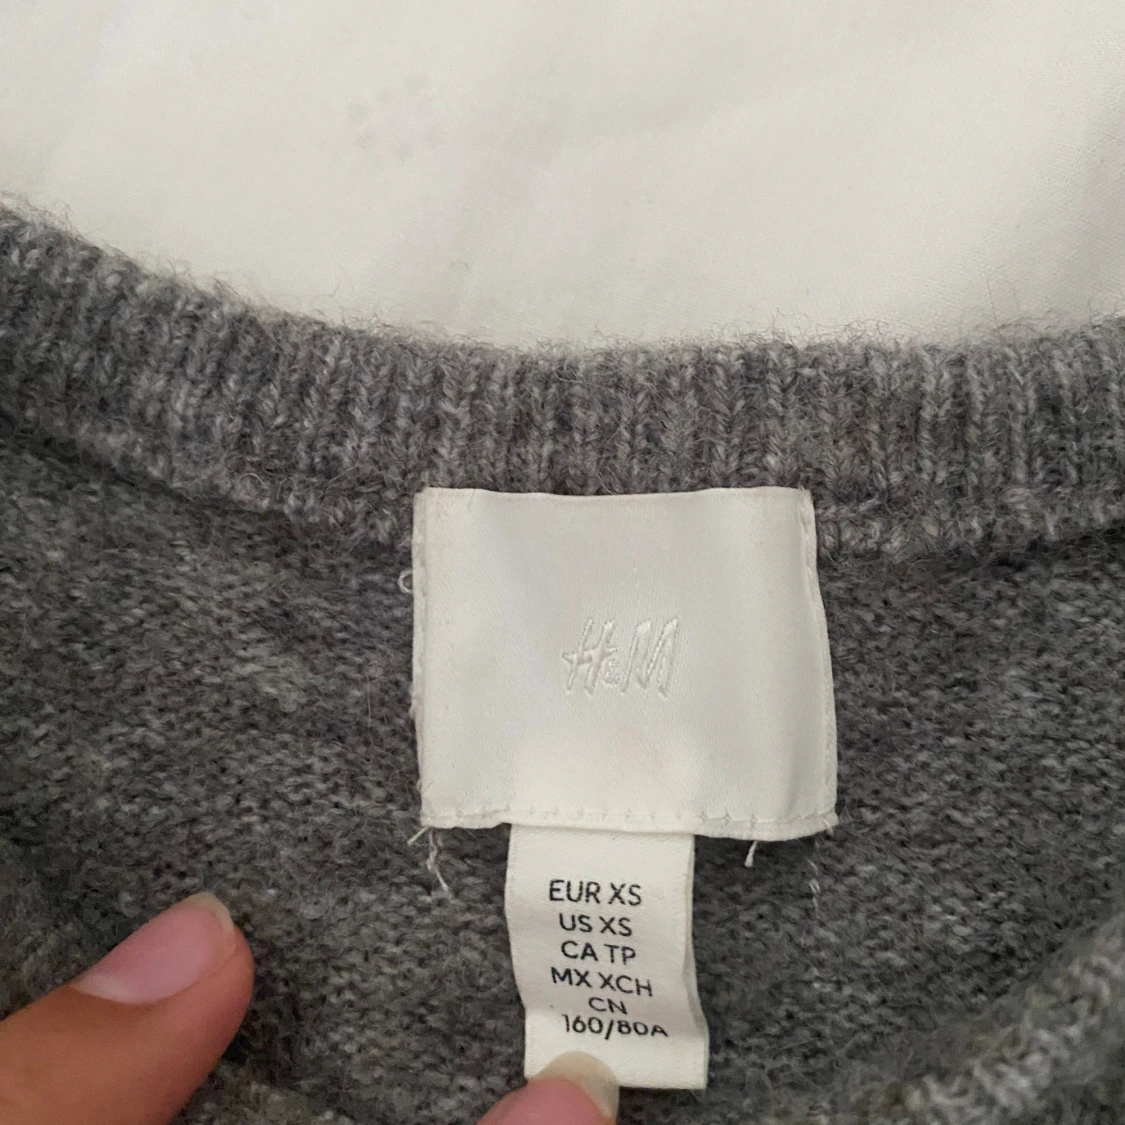 H&M
EUR XS
US XS
CA TP
MX XCH
CN
160/80A